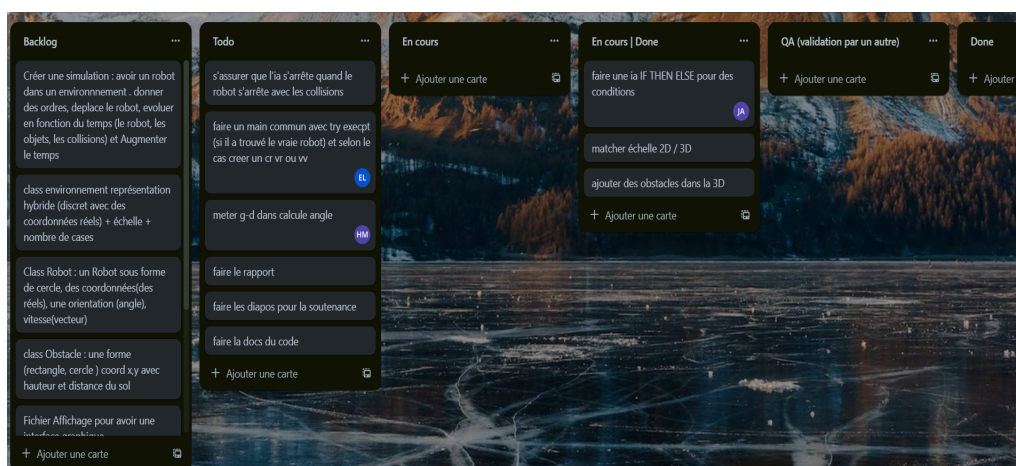 Backlog
Créer une simulation : avoir un robot
dans un environnnement . donner
des ordres, deplace le robot, evoluer
en fonction du temps (le robot, les
objets, les collisions) et Augmenter
le temps
class environnement représentation
hybride (discret avec des
coordonnées réels) + échelle +
nombre de cases
Class Robot : un Robot sous forme
de cercle, des coordonnées(des
réels), une orientation (angle),
vitesse(vecteur)
class Obstacle : une forme
(rectangle, cercle ) coord x,y avec
hauteur et distance du sol
Fichier Affichage pour avoir une
interface graphique
+ Ajouter une carte
Todo
s'assurer que l'ia s'arrête quand le
robot s'arrête avec les collisions
faire un main commun avec try execpt
(si il a trouvé le vraie robot) et selon le
cas creer un cr vr ou vv
EL
meter g-d dans calcule angle
HM
faire le rapport
faire les diapos pour la soutenance
faire la docs du code
+ Ajouter une carte
En cours
+ Ajouter une carte
En cours | Done
faire une ia IF THEN ELSE pour des
conditions
JA
matcher échelle 2D / 3D
ajouter des obstacles dans la 3D
+ Ajouter une carte
QA (validation par un autre)
+ Ajouter une carte
Done
+ Ajouter